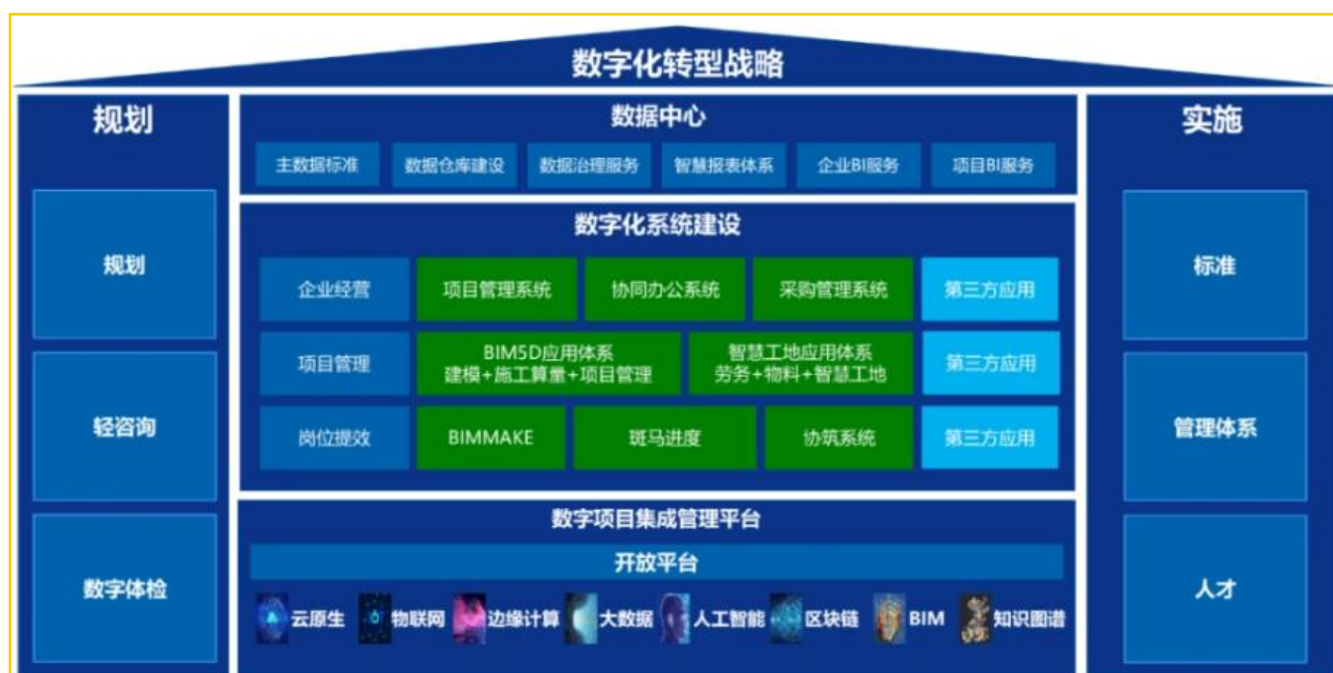 数字化转型战略
规划
规划
轻咨询
数字体检
数据中心
主数据标准
数据仓库建设
数据治理服务
智慧报表体系
企业BI服务
项目BI服务
数字化系统建设
企业经营
项目管理系统
协同办公系统
采购管理系统
第三方应用
项目管理
BIM5D应用体系
建模+施工算量+项目管理
智慧工地应用体系
劳务+物料+智慧工地
第三方应用
岗位提效
BIMMAKE
斑马进度
协筑系统
第三方应用
数字项目集成管理平台
开放平台
云原生
物联网
边缘计算
大数据
人工智能
区块链
BIM
知识图谱
实施
标准
管理体系
人才